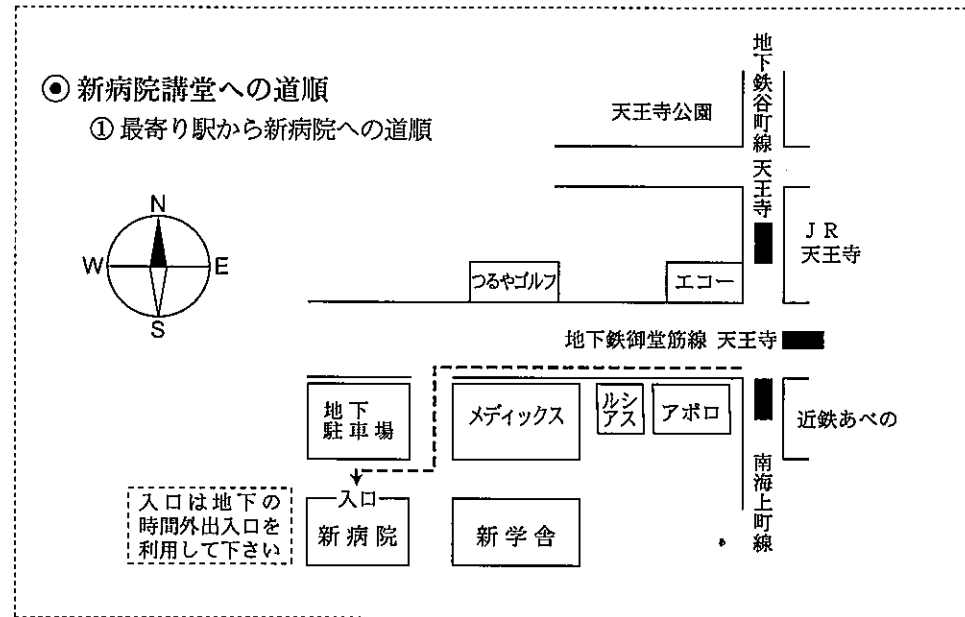 ⦿ 新病院講堂への道順
① 最寄り駅から新病院への道順
N
W
E
S
地下鉄谷町線
天王寺
天王寺公園
JR
天王寺
つるやゴルフ
エコー
地下鉄御堂筋線 天王寺
地下
駐車場
メディックス
ルシ
アス
アポロ
近鉄あべの
南海上町線
入口は地下の
時間外出入口を
利用して下さい
入口
新病院
新学舎